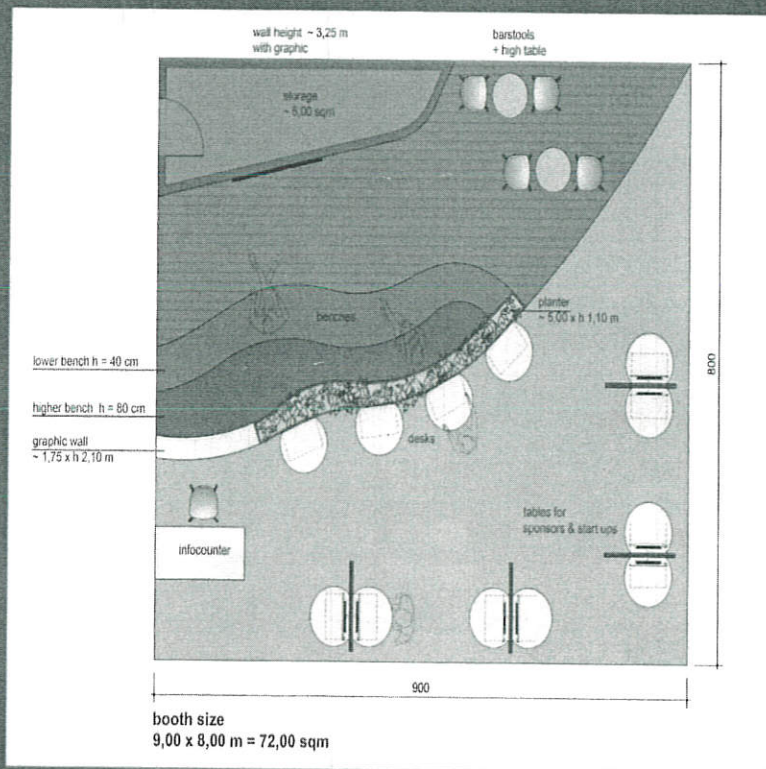 wall height ~ 3,25 m
with graphic
barstools
+ high table
storage
~ 6,00 sqm
planter
~ 5,00 x h 1,10 m
benches
lower bench h = 40 cm
higher bench h = 80 cm
graphic wall
~ 1,75 x h 2,10 m
desks
800
tables for
sponsors & start ups
infocounter
900
booth size
9,00 x 8,00 m = 72,00 sqm